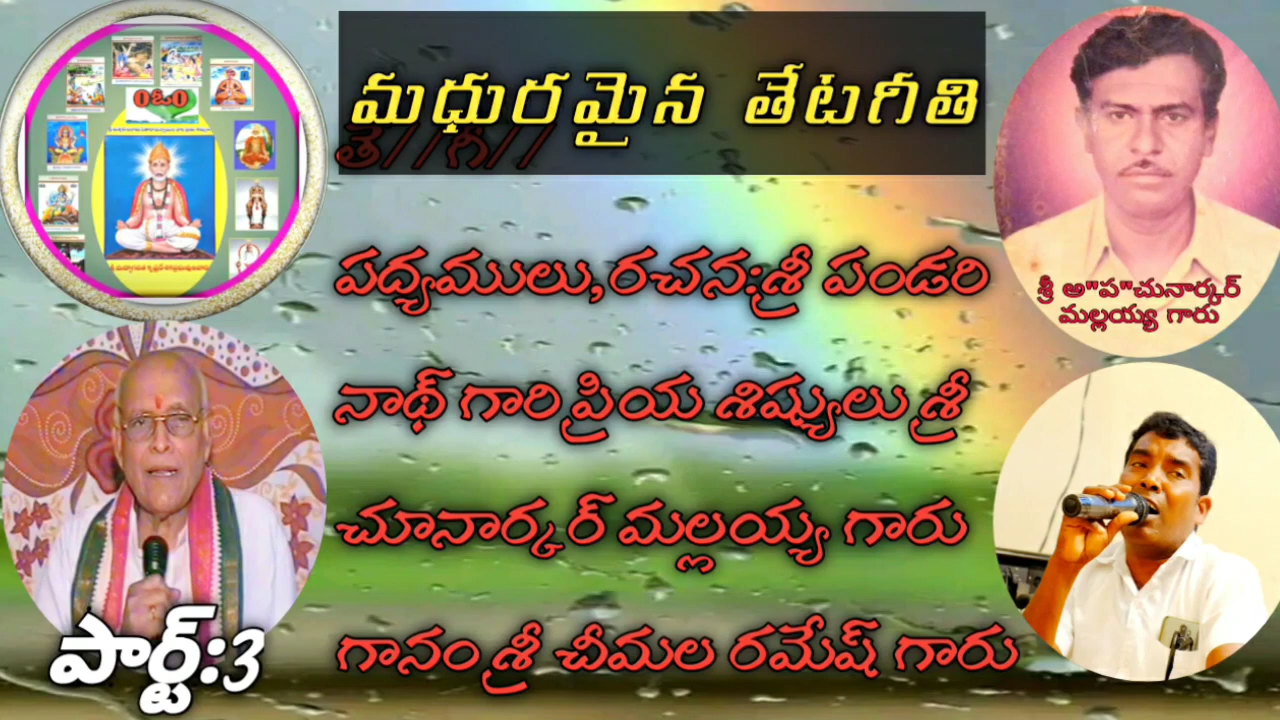 మధురమైన తేటగీతి
తే//గీ//
పద్యములు,రచన:శ్రీ పండరి
నాథ్ గారి ప్రియ శిష్యులు శ్రీ
చూనార్కర్ మల్లయ్య గారు
గానం శ్రీ చీమల రమేష్ గారు
పార్ట్:3
శ్రీ అ"ప"చునార్కర్
మల్లయ్య గారు
ఓం